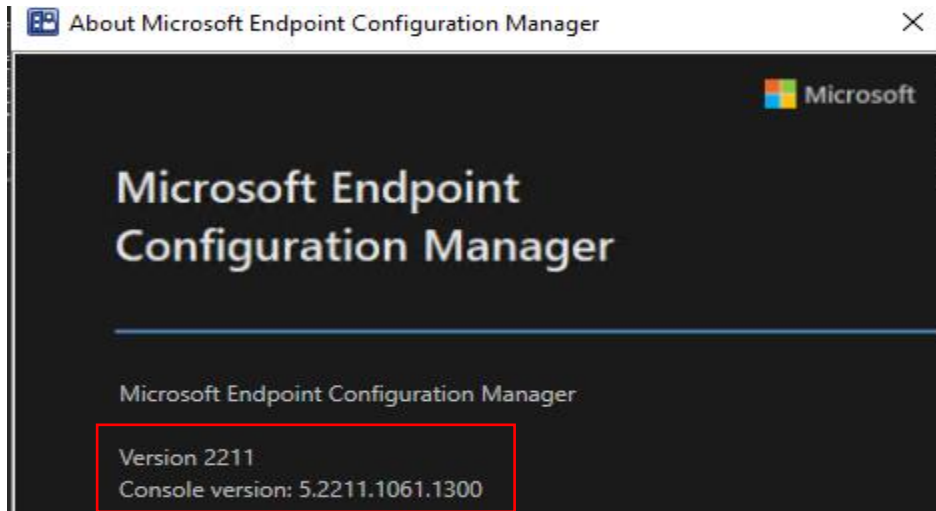 About Microsoft Endpoint Configuration Manager
Microsoft
Microsoft Endpoint
Configuration Manager
Microsoft Endpoint Configuration Manager
Version 2211
Console version: 5.2211.1061.1300